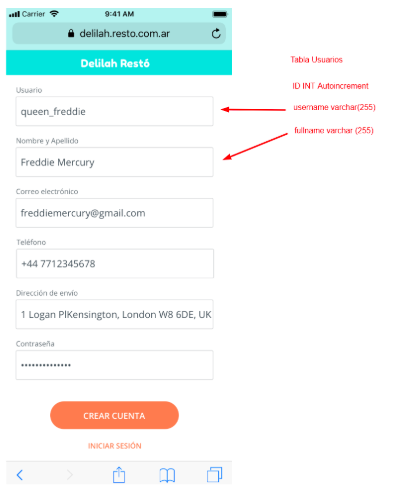 Carrier 9:41 AM
delilah.resto.com.ar
Delilah Restó
Tabla Usuarios
Usuario
ID INT Autoincrement
queen_freddie
username varchar(255)
fullname varchar (255)
Nombre y Apellido
Freddie Mercury
Correo electrónico
freddiemercury@gmail.com
Teléfono
+44 7712345678
Dirección de envío
1 Logan PlKensington, London W8 6DE, UK
Contraseña
••••••••••••••
CREAR CUENTA
INICIAR SESIÓN